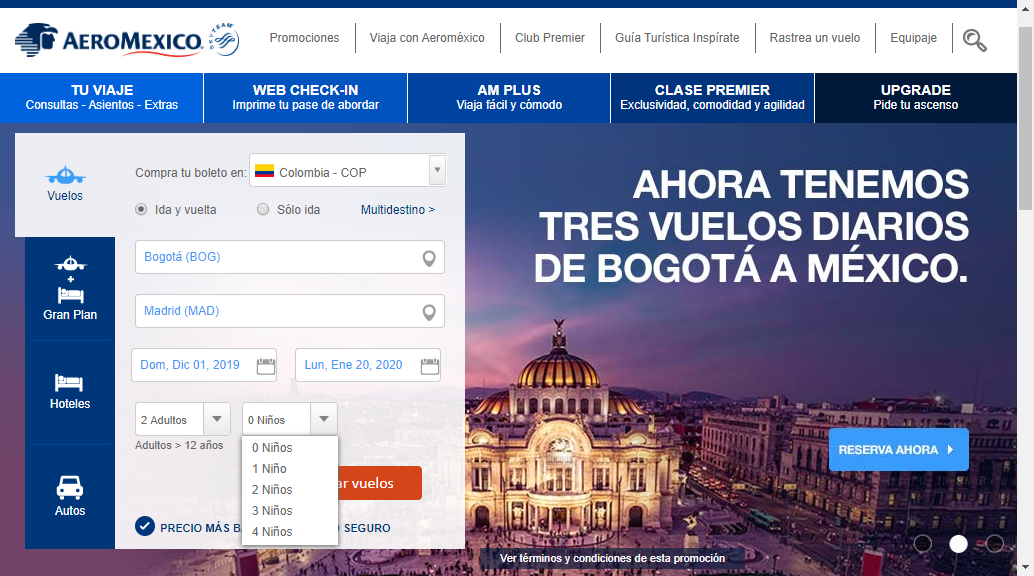 AEROMEXICO
SKYTEAM
Promociones
Viaja con Aeroméxico
Club Premier
Guía Turística Inspírate
Rastrea un vuelo
Equipaje
TU VIAJE
Consultas - Asientos - Extras
WEB CHECK-IN
Imprime tu pase de abordar
AM PLUS
Viaja fácil y cómodo
CLASE PREMIER
Exclusividad, comodidad y agilidad
UPGRADE
Pide tu ascenso
Vuelos
+
Gran Plan
Hoteles
Autos
Compra tu boleto en:
Colombia - COP
Ida y vuelta
Sólo ida
Multidestino >
Bogotá (BOG)
Madrid (MAD)
Dom, Dic 01, 2019
Lun, Ene 20, 2020
2 Adultos
0 Niños
Adultos > 12 años
0 Niños
1 Niño
2 Niños
3 Niños
4 Niños
vuelos
PRECIO MÁS
SEGURO
AHORA TENEMOS
TRES VUELOS DIARIOS
DE BOGOTÁ A MÉXICO.
RESERVA AHORA
Ver términos y condiciones de esta promoción